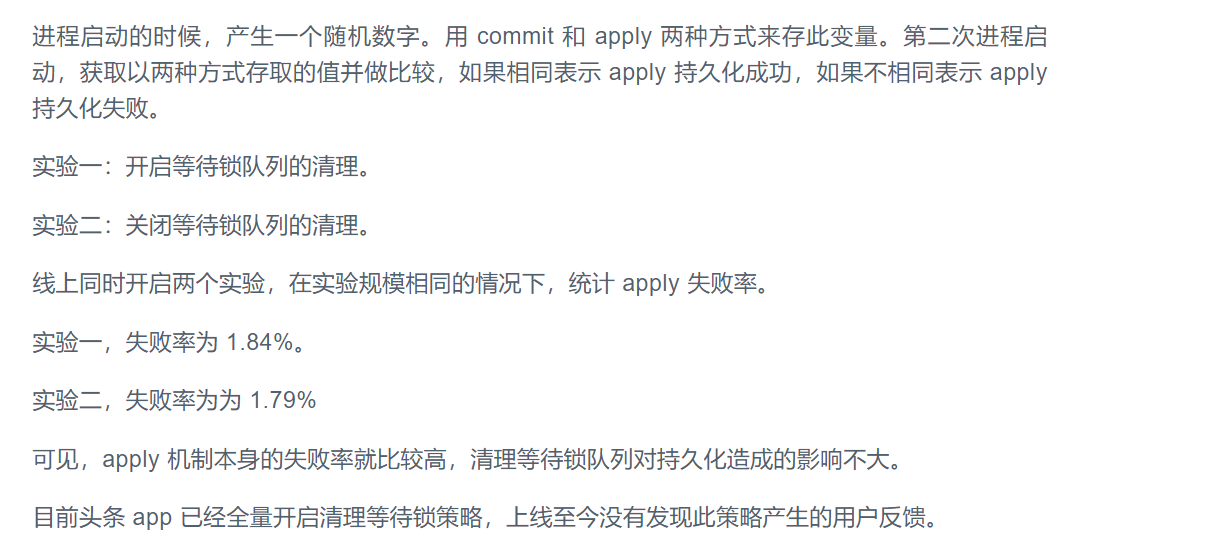 进程启动的时候，产生一个随机数字。用 commit 和 apply 两种方式来存此变量。第二次进程启
动，获取以两种方式存取的值并做比较，如果相同表示 apply 持久化成功，如果不相同表示 apply
持久化失败。
实验一：开启等待锁队列的清理。
实验二：关闭等待锁队列的清理。
线上同时开启两个实验，在实验规模相同的情况下，统计 apply 失败率。
实验一，失败率为 1.84%。
实验二，失败率为为 1.79%
可见，apply 机制本身的失败率就比较高，清理等待锁队列对持久化造成的影响不大。
目前头条 app 已经全量开启清理等待锁策略，上线至今没有发现此策略产生的用户反馈。